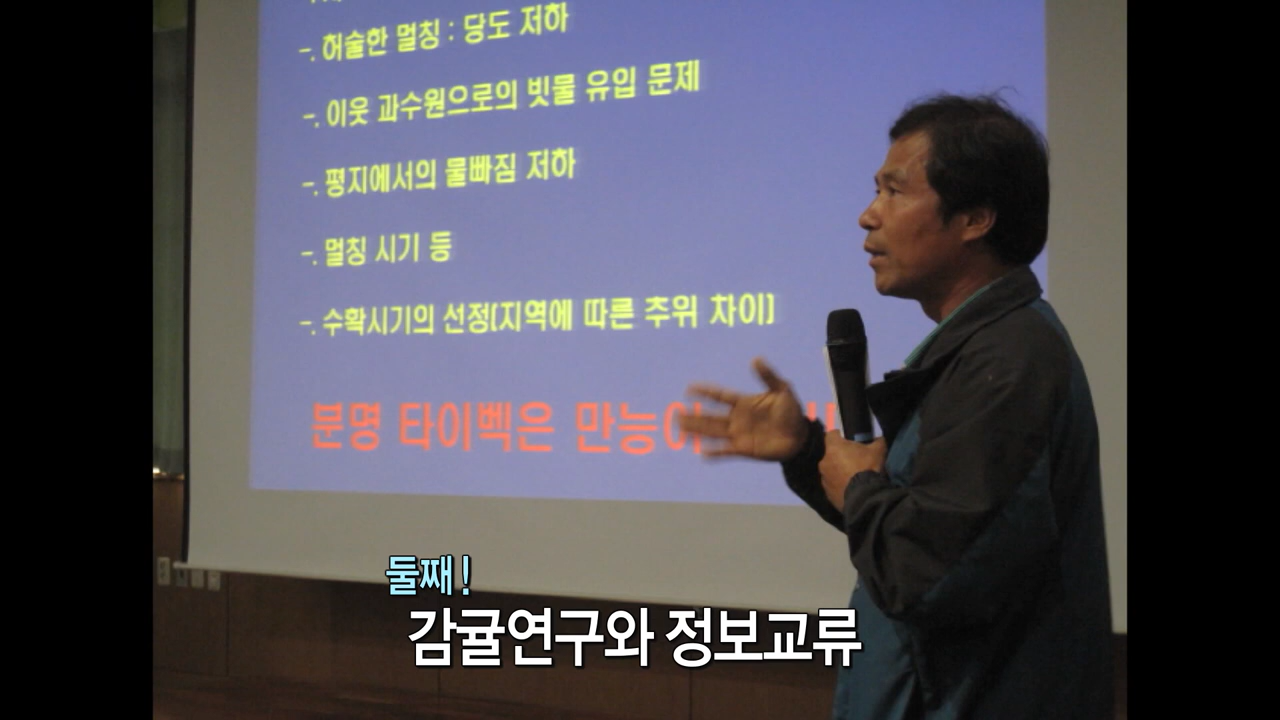 -. 허술한 멀칭 : 당도 저하
-. 이웃 과수원으로의 빗물 유입 문제
-. 평지에서의 물빠짐 저하
-. 멀칭 시기 등
-. 수확시기의 선정(지역에 따른 추위 차이)
분명 타이벡은
둘째!
감귤연구와 정보교류